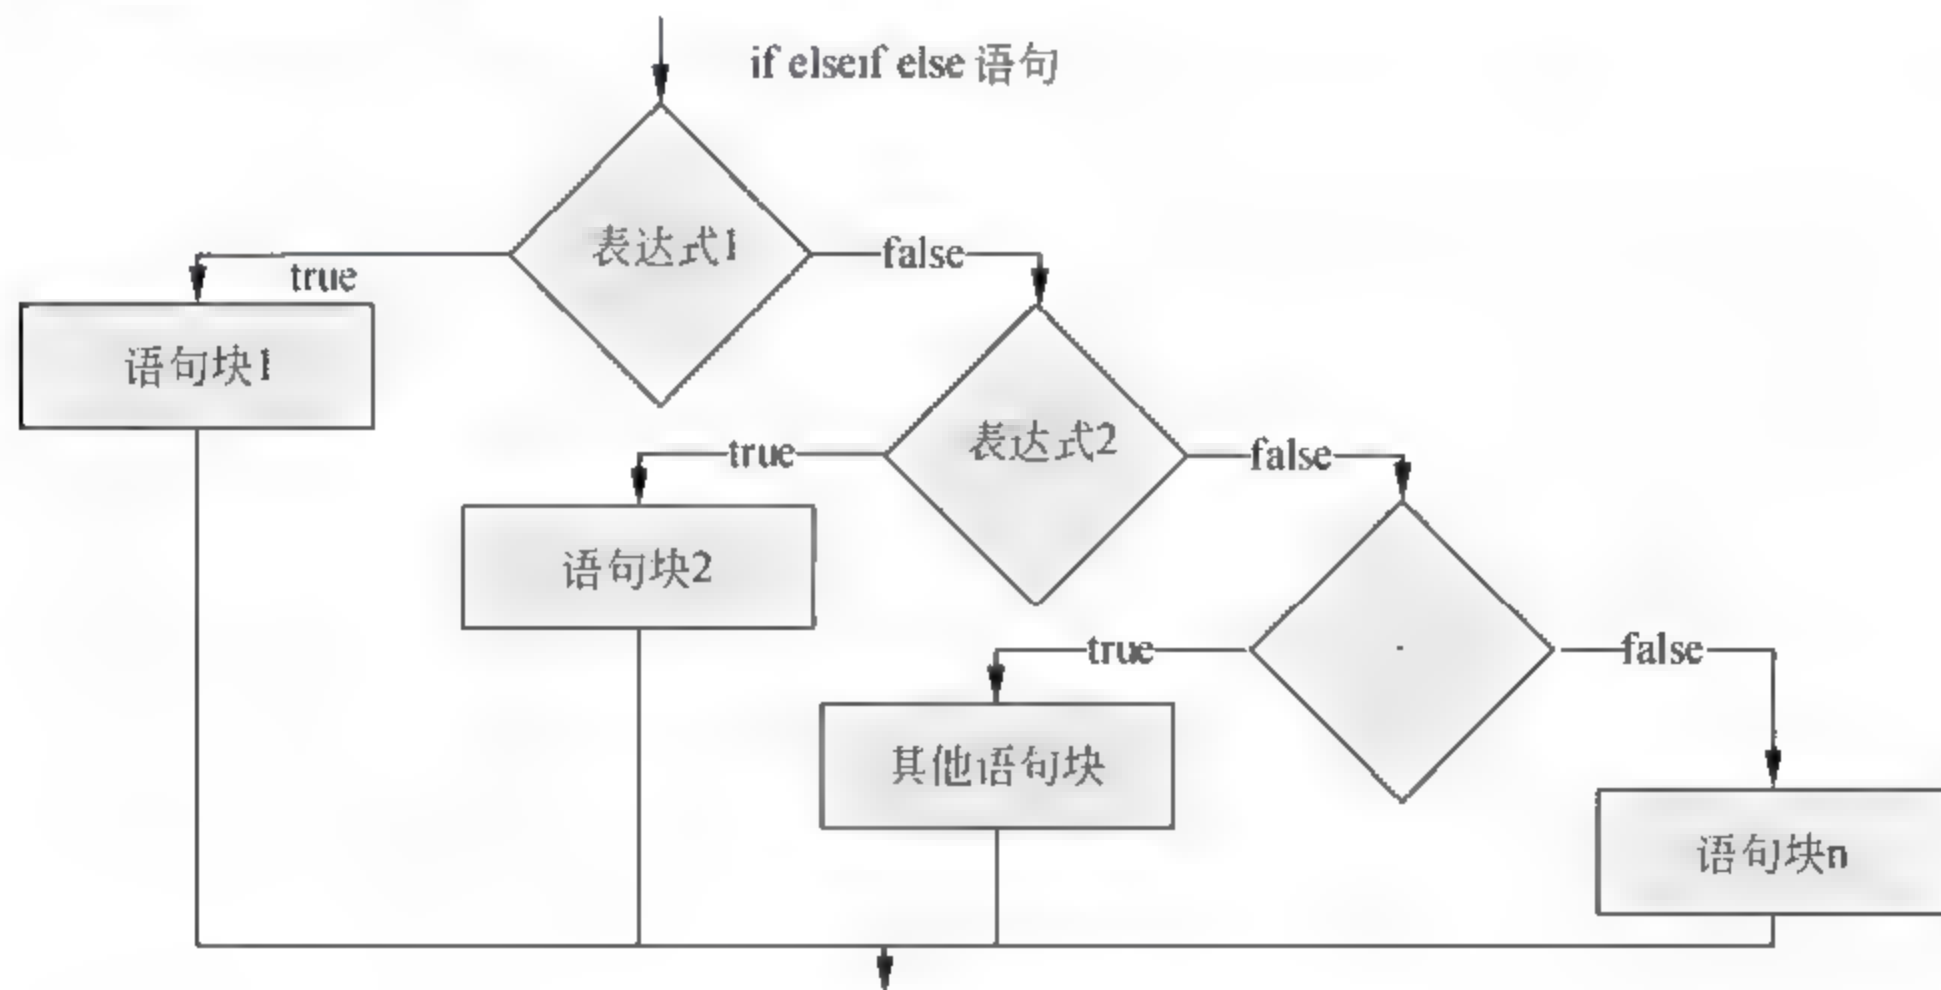 if elseif else 语句
表达式1
false
true
语句块1
表达式2
true
false
语句块2
true
false
其他语句块
语句块n